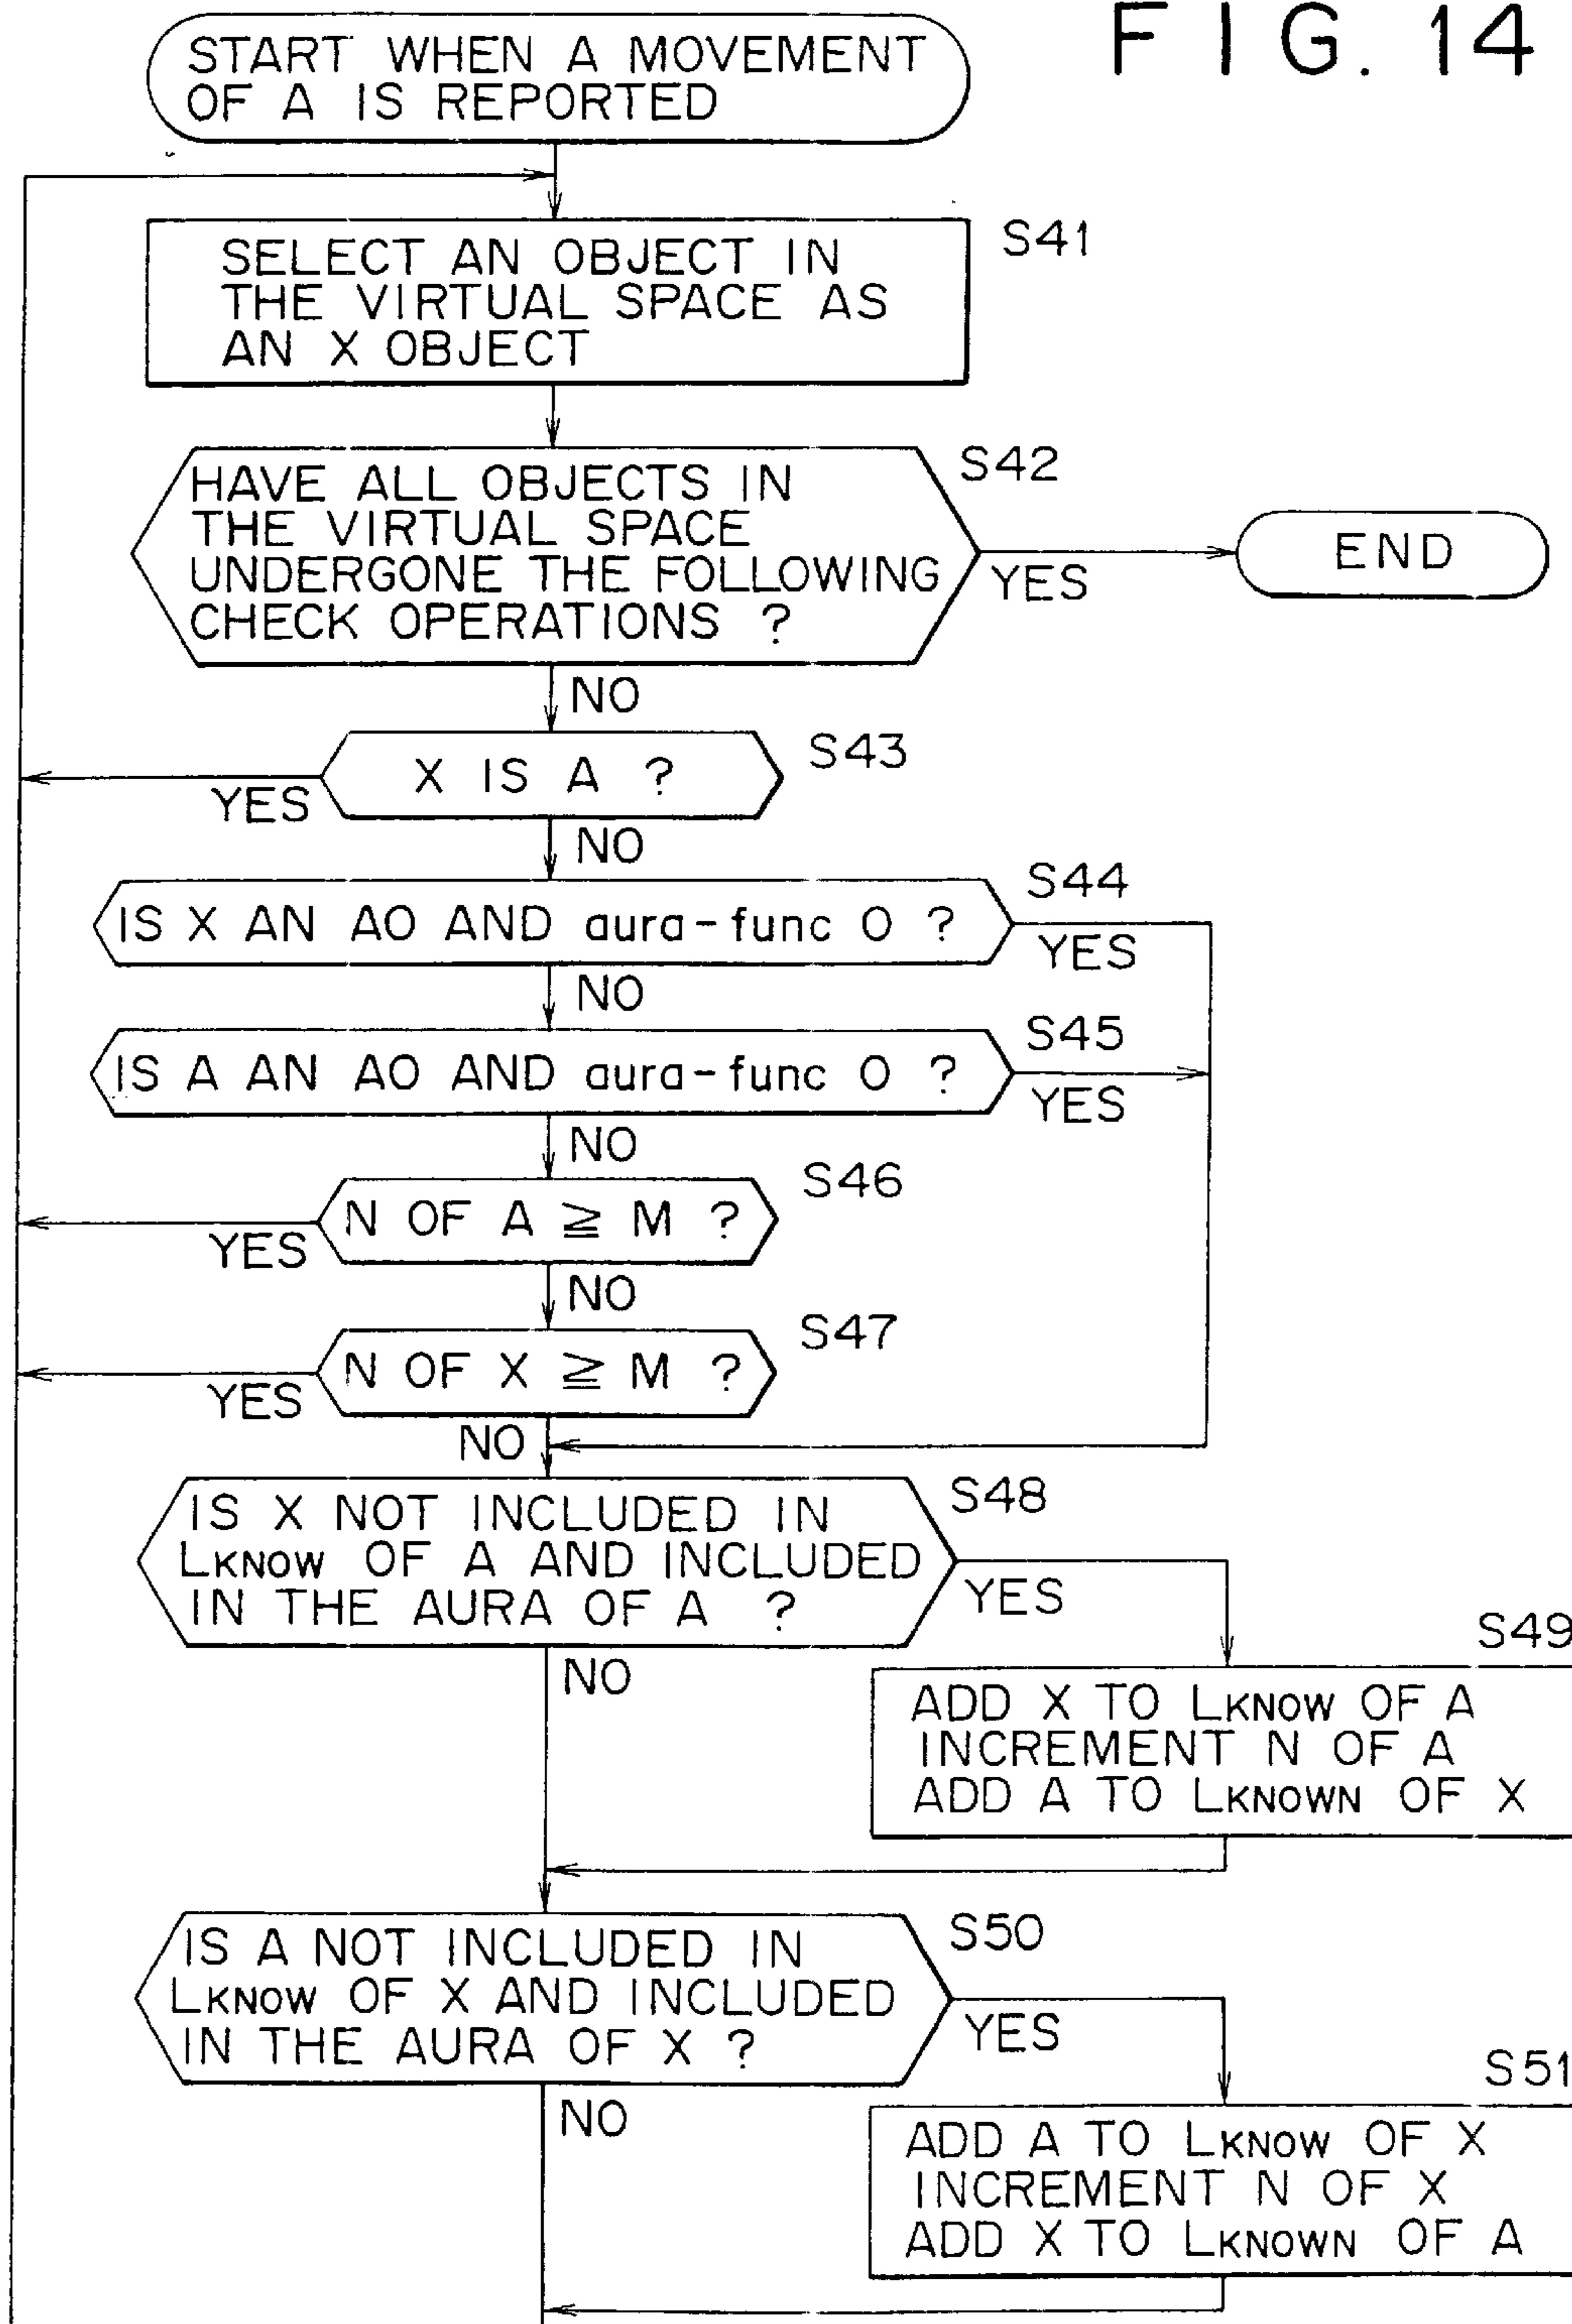 FIG. 14
START WHEN A MOVEMENT
OF A IS REPORTED
S41
SELECT AN OBJECT IN
THE VIRTUAL SPACE AS
AN X OBJECT
S42
HAVE ALL OBJECTS IN
THE VIRTUAL SPACE
UNDERGONE THE FOLLOWING
CHECK OPERATIONS ?
YES
END
NO
S43
X IS A ?
YES
NO
S44
IS X AN AO AND aura-func O ?
YES
NO
S45
IS A AN AO AND aura-func O ?
YES
NO
S46
N OF A ≧ M ?
YES
NO
S47
N OF X ≧ M ?
YES
NO
S48
IS X NOT INCLUDED IN
LKNOW OF A AND INCLUDED
IN THE AURA OF A ?
YES
NO
S49
ADD X TO LKNOW OF A
INCREMENT N OF A
ADD A TO LKNOWN OF X
S50
IS A NOT INCLUDED IN
LKNOW OF X AND INCLUDED
IN THE AURA OF X ?
YES
NO
S51
ADD A TO LKNOW OF X
INCREMENT N OF X
ADD X TO LKNOWN OF A